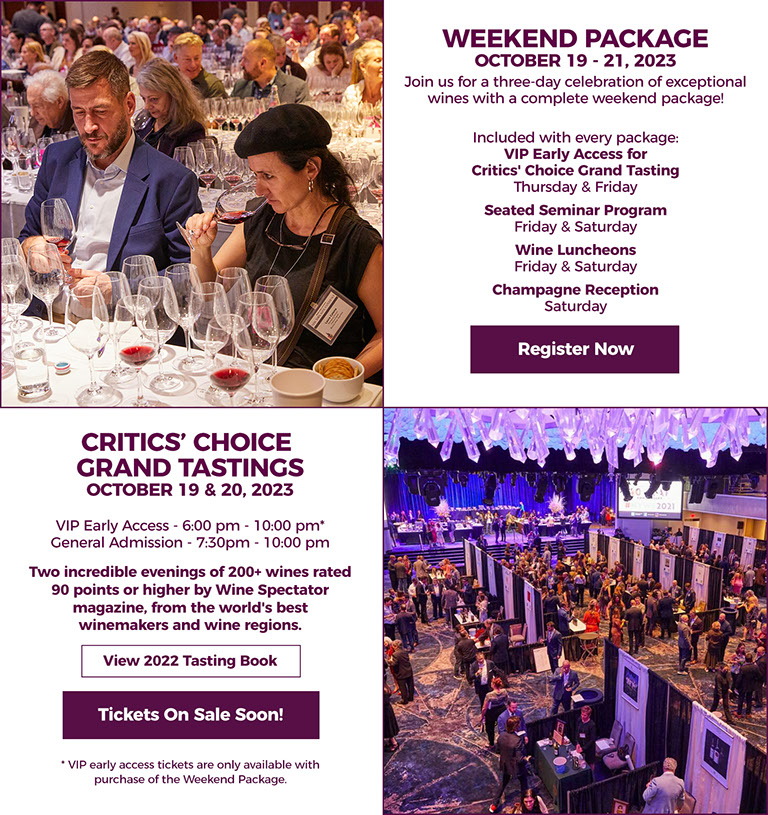 WEEKEND PACKAGE
OCTOBER 19 - 21, 2023
Join us for a three-day celebration of exceptional
wines with a complete weekend package!
Included with every package:
VIP Early Access for
Critics' Choice Grand Tasting
Thursday & Friday
Seated Seminar Program
Friday & Saturday
Wine Luncheons
Friday & Saturday
Champagne Reception
Saturday
Register Now
CRITICS’ CHOICE
GRAND TASTINGS
OCTOBER 19 & 20, 2023
VIP Early Access - 6:00 pm - 10:00 pm*
General Admission - 7:30pm - 10:00 pm
Two incredible evenings of 200+ wines rated
90 points or higher by Wine Spectator
magazine, from the world's best
winemakers and wine regions.
View 2022 Tasting Book
Tickets On Sale Soon!
* VIP early access tickets are only available with
purchase of the Weekend Package.